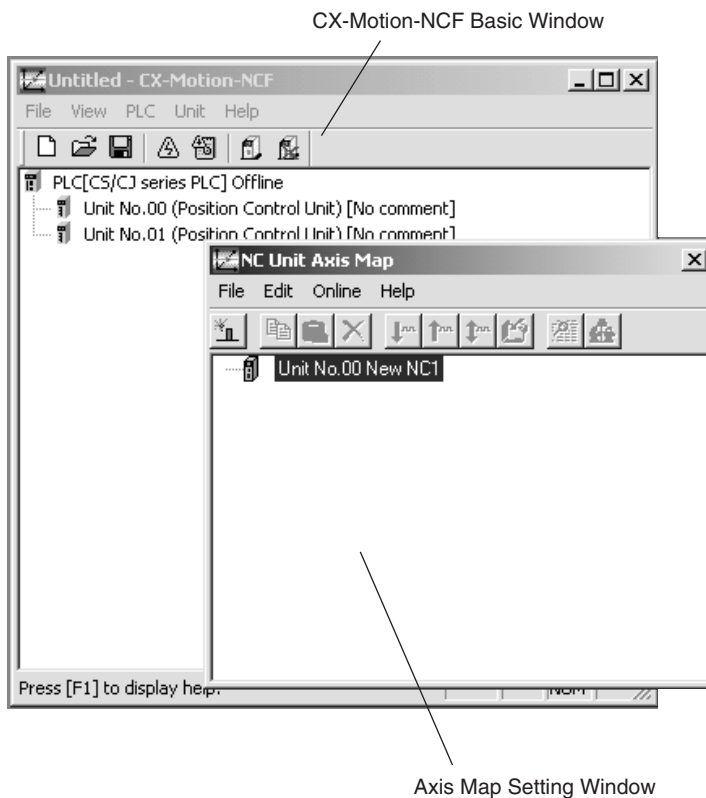 CX-Motion-NCF Basic Window
Untitled - CX-Motion-NCF
File View PLC Unit Help
PLC[CS/CJ series PLC] Offline
Unit No.00 (Position Control Unit) [No comment]
Unit No.01 (Position Control Unit) [No comment]
NC Unit Axis Map
File Edit Online Help
Unit No.00 New NC1
Press [F1] to display help.
NUM
Axis Map Setting Window